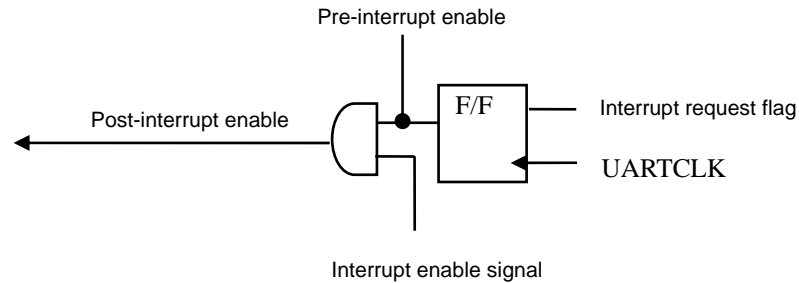 Pre-interrupt enable
F/F
Interrupt request flag
Post-interrupt enable
UARTCLK
Interrupt enable signal